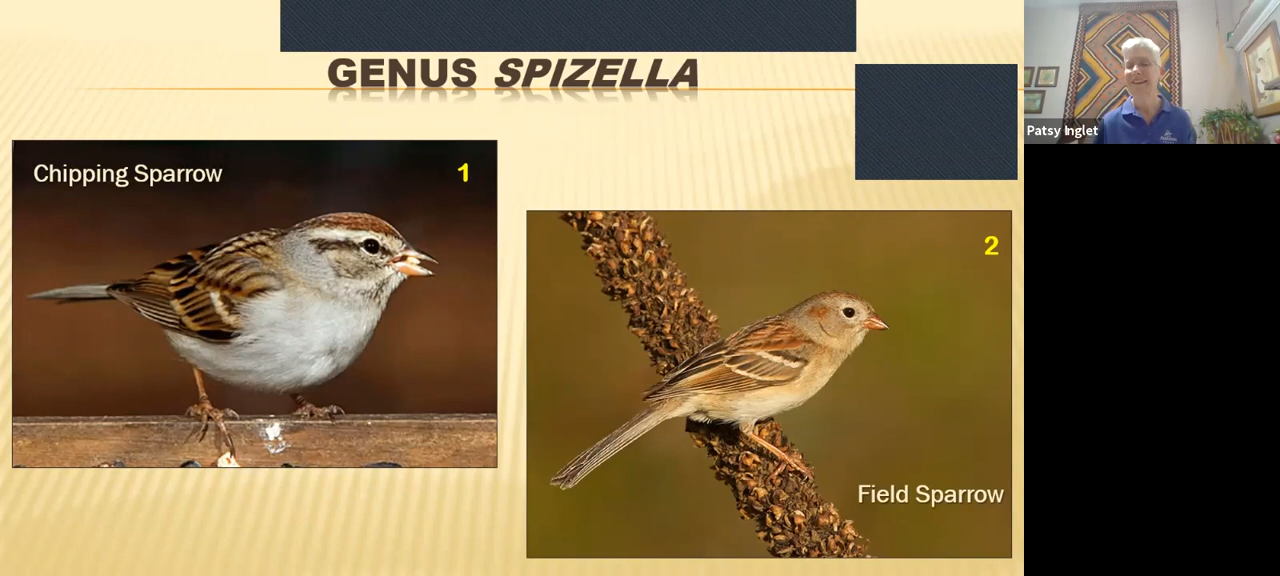 GENUS SPIZELLA
Patsy Inglet
Chipping Sparrow
1
2
Field Sparrow